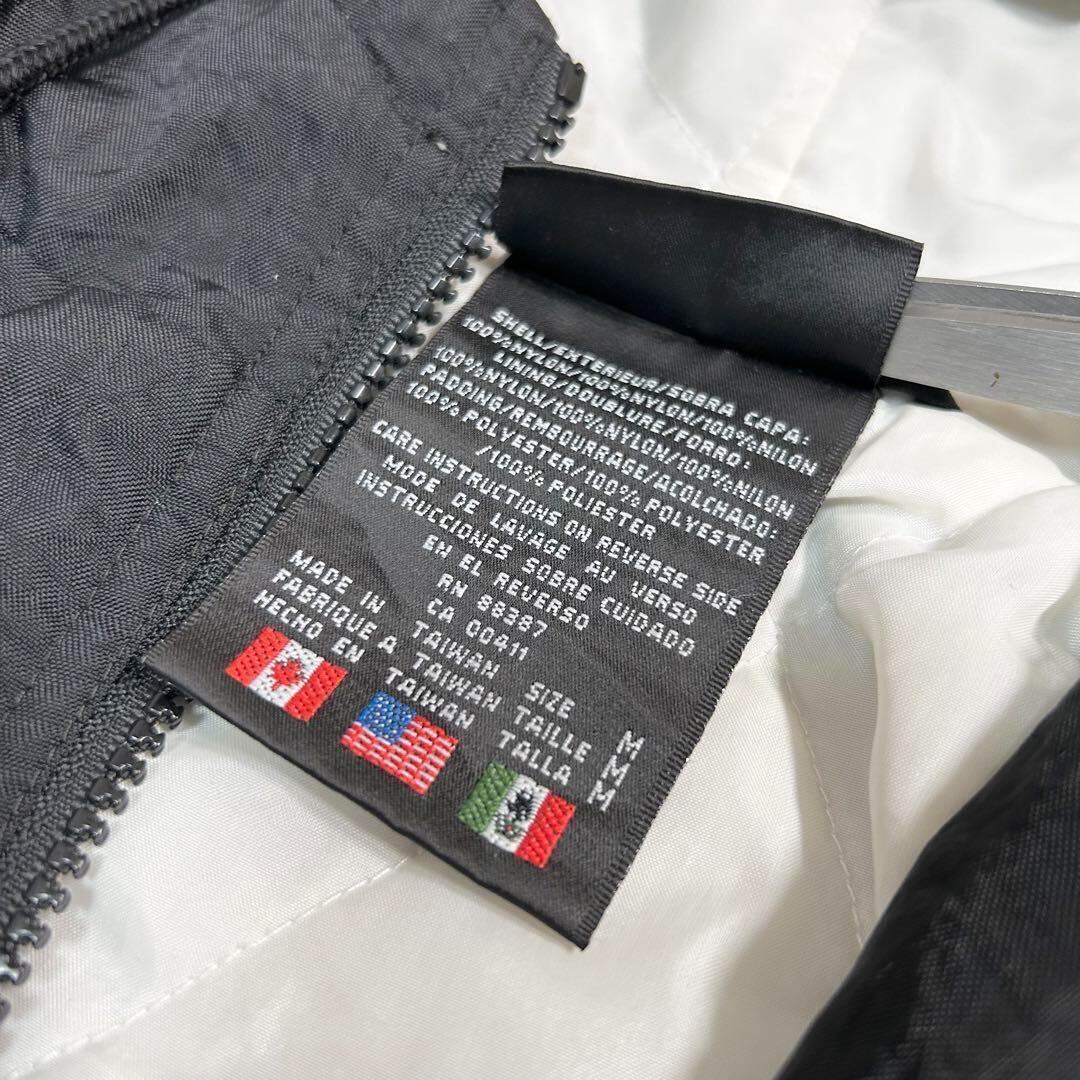 SHELL/EXTERIEUR/SOBRA CAPA:
100%NYLON/100%NYLON/100%NILON
LINING/DOUBLURE/FORRO:
100%NYLON/100%NYLON/100%NILON
PADDING/REMBOURRAGE/ACOLCHADO:
100% POLYESTER/100% POLYESTER
/100% POLIESTER
CARE INSTRUCTIONS ON REVERSE SIDE
MODE DE LAVAGE AU VERSO
INSTRUCCIONES SOBRE CUIDADO
EN EL REVERSO
RN 88387
CA 00411
MADE IN TAIWAN SIZE M
FABRIQUE A TAIWAN TAILLE M
HECHO EN TAIWAN TALLA M